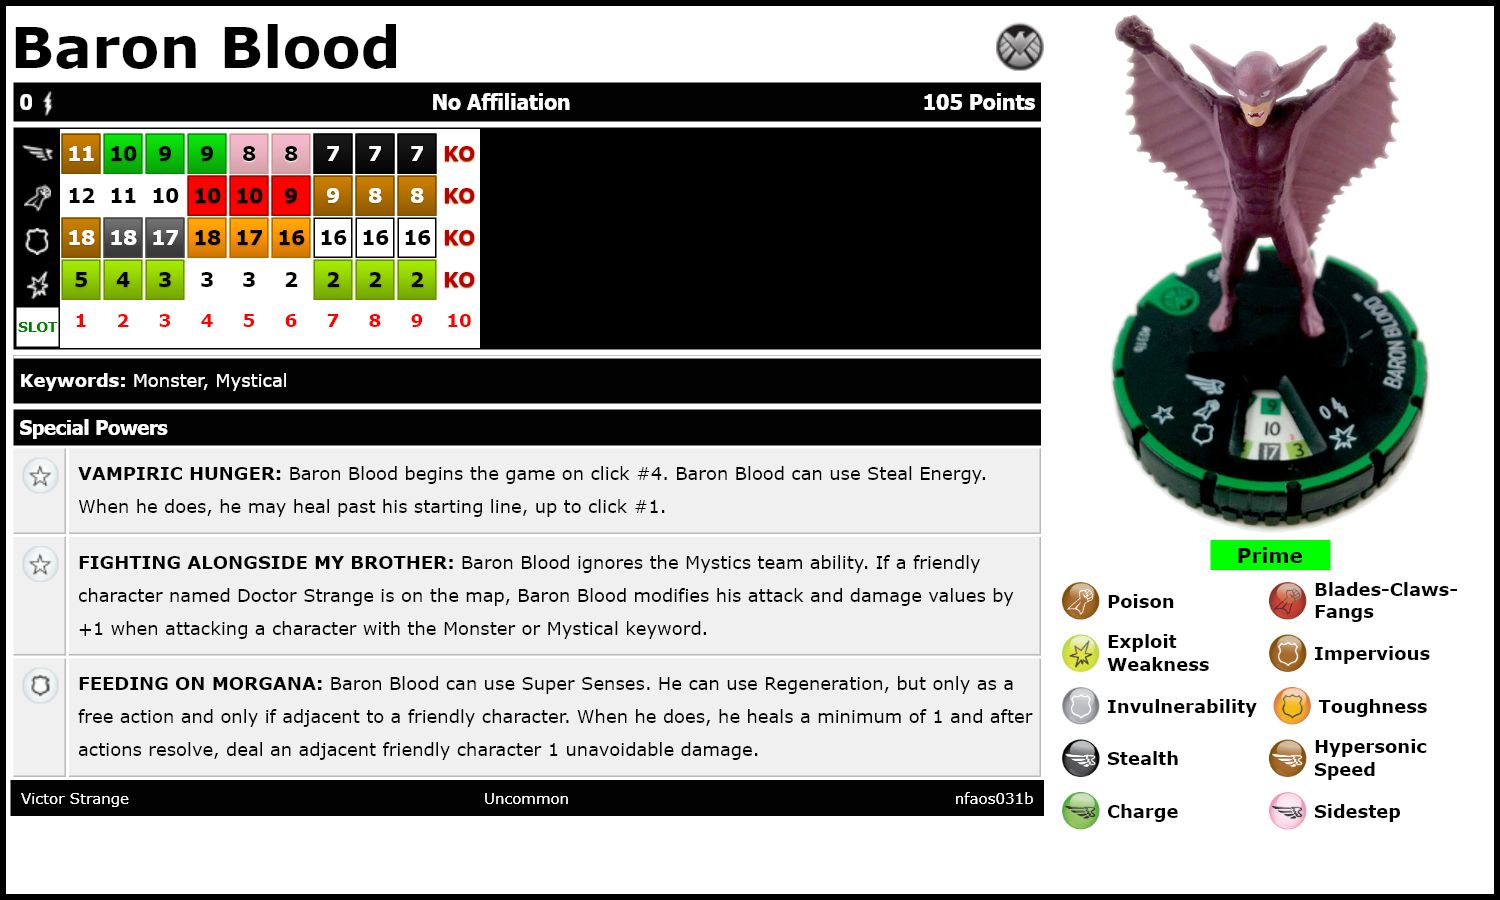 Baron Blood
0 No Affiliation 105 Points
11 10 9 9 8 8 7 7 7 KO
12 11 10 10 10 9 9 8 8 KO
18 18 17 18 17 16 16 16 16 KO
5 4 3 3 3 2 2 2 2 KO
SLOT 1 2 3 4 5 6 7 8 9 10
Keywords: Monster, Mystical
Special Powers
VAMPIRIC HUNGER: Baron Blood begins the game on click #4. Baron Blood can use Steal Energy.
When he does, he may heal past his starting line, up to click #1.
FIGHTING ALONGSIDE MY BROTHER: Baron Blood ignores the Mystics team ability. If a friendly
character named Doctor Strange is on the map, Baron Blood modifies his attack and damage values by
+1 when attacking a character with the Monster or Mystical keyword.
FEEDING ON MORGANA: Baron Blood can use Super Senses. He can use Regeneration, but only as a
free action and only if adjacent to a friendly character. When he does, he heals a minimum of 1 and after
actions resolve, deal an adjacent friendly character 1 unavoidable damage.
Victor Strange Uncommon nfaos031b
BARON BLOOD
0
9
10
17 3
Prime
Poison
Blades-Claws-
Fangs
Exploit
Weakness
Impervious
Invulnerability
Toughness
Stealth
Hypersonic
Speed
Charge
Sidestep